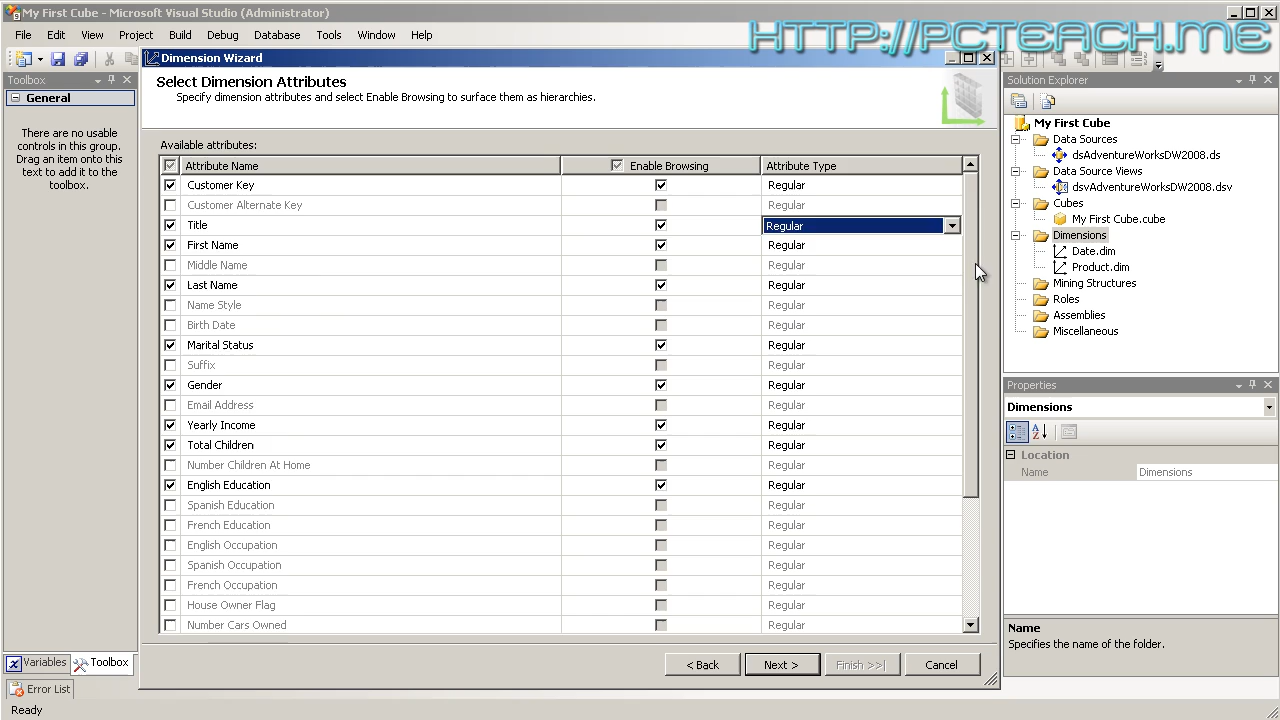 My First Cube - Microsoft Visual Studio (Administrator)
File Edit View Project Build Debug Database Tools Window Help
HTTP://PCTEACH.ME
Toolbox
General
There are no usable
controls in this group.
Drag an item onto this
text to add it to the
toolbox.
Variables
Toolbox
Error List
Ready
Dimension Wizard
Select Dimension Attributes
Specify dimension attributes and select Enable Browsing to surface them as hierarchies.
Available attributes:
Attribute Name Enable Browsing Attribute Type
Customer Key Regular
Customer Alternate Key Regular
Title Regular
First Name Regular
Middle Name Regular
Last Name Regular
Name Style Regular
Birth Date Regular
Marital Status Regular
Suffix Regular
Gender Regular
Email Address Regular
Yearly Income Regular
Total Children Regular
Number Children At Home Regular
English Education Regular
Spanish Education Regular
French Education Regular
English Occupation Regular
Spanish Occupation Regular
French Occupation Regular
House Owner Flag Regular
Number Cars Owned Regular
< Back Next > Finish >>| Cancel
Solution Explorer
My First Cube
Data Sources
dsAdventureWorksDW2008.ds
Data Source Views
dsvAdventureWorksDW2008.dsv
Cubes
My First Cube.cube
Dimensions
Date.dim
Product.dim
Mining Structures
Roles
Assemblies
Miscellaneous
Properties
Dimensions
Location
Name Dimensions
Name
Specifies the name of the folder.